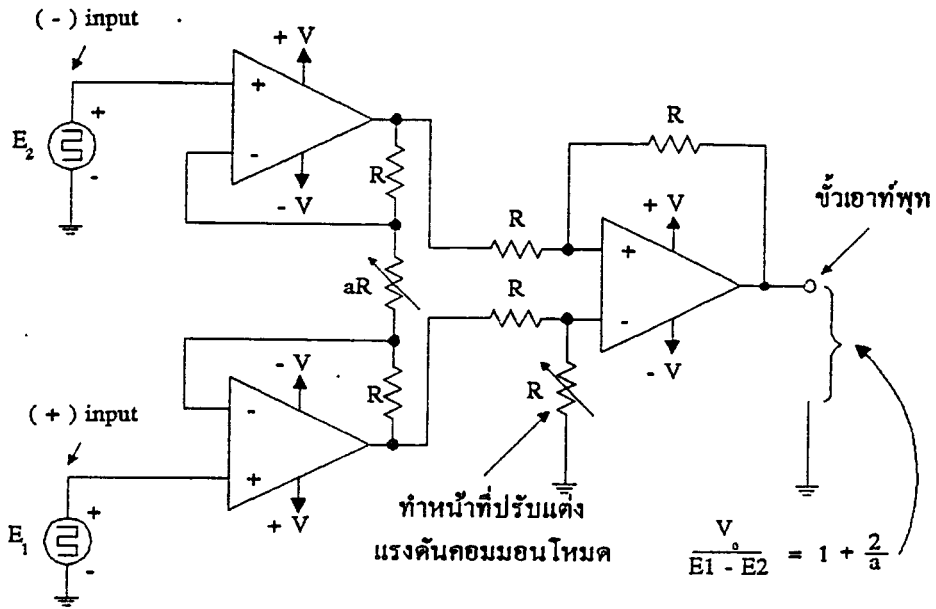 ( - ) input
+ V
+
E₂
+
-
-
- V
R
R
R
+ V
+
-
- V
ขั้วเอาท์พุท
aR
R
R
( + ) input
- V
-
+
+ V
R
E₁
+
-
ทำหน้าที่ปรับแต่ง
แรงดันคอมมอนโหมด
V₀
E1 - E2
= 1 + 2
a